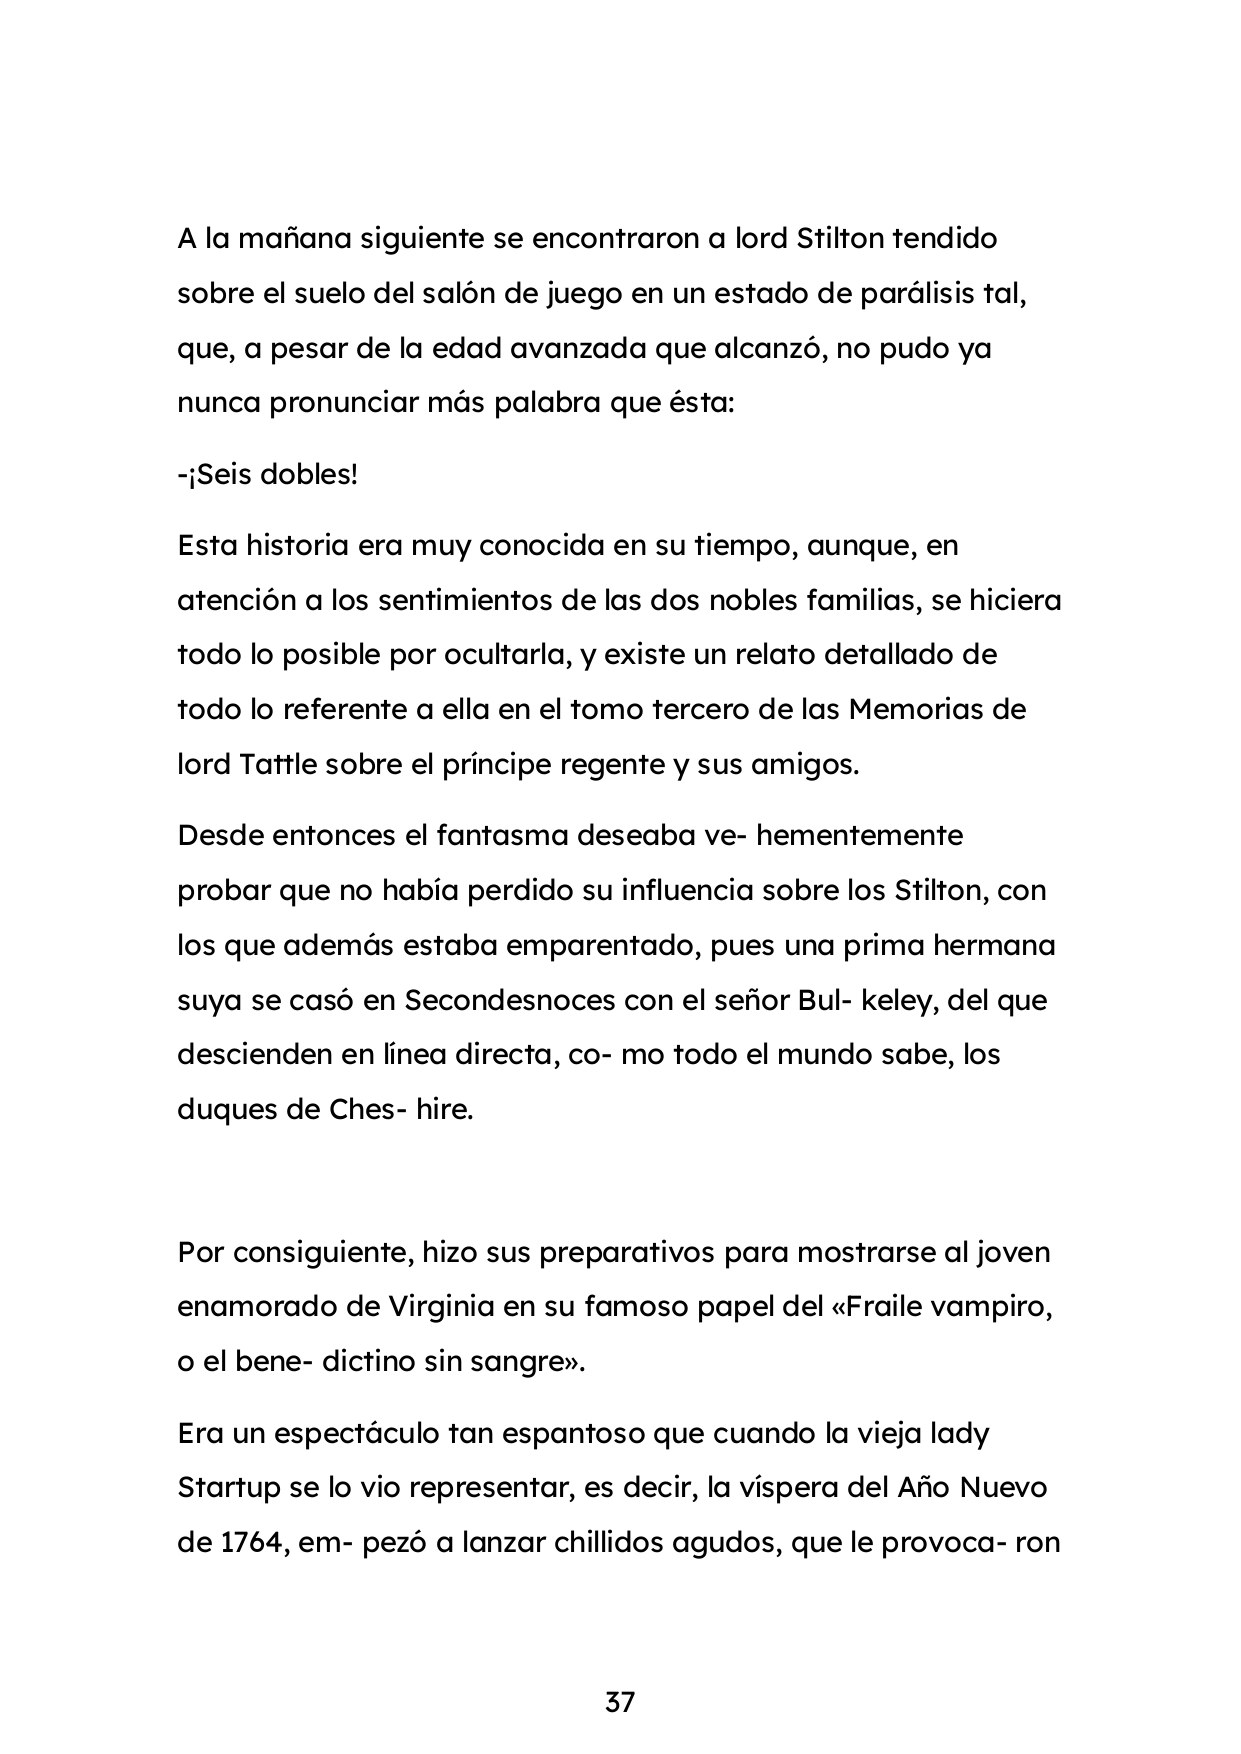 A la mañana siguiente se encontraron a lord Stilton tendido
sobre el suelo del salón de juego en un estado de parálisis tal,
que, a pesar de la edad avanzada que alcanzó, no pudo ya
nunca pronunciar más palabra que ésta:
-¡Seis dobles!
Esta historia era muy conocida en su tiempo, aunque, en
atención a los sentimientos de las dos nobles familias, se hiciera
todo lo posible por ocultarla, y existe un relato detallado de
todo lo referente a ella en el tomo tercero de las Memorias de
lord Tattle sobre el príncipe regente y sus amigos.
Desde entonces el fantasma deseaba ve- hementemente
probar que no había perdido su influencia sobre los Stilton, con
los que además estaba emparentado, pues una prima hermana
suya se casó en Secondesnoces con el señor Bul- keley, del que
descienden en línea directa, co- mo todo el mundo sabe, los
duques de Ches- hire.
Por consiguiente, hizo sus preparativos para mostrarse al joven
enamorado de Virginia en su famoso papel del «Fraile vampiro,
o el bene- dictino sin sangre».
Era un espectáculo tan espantoso que cuando la vieja lady
Startup se lo vio representar, es decir, la víspera del Año Nuevo
de 1764, em- pezó a lanzar chillidos agudos, que le provoca- ron
37